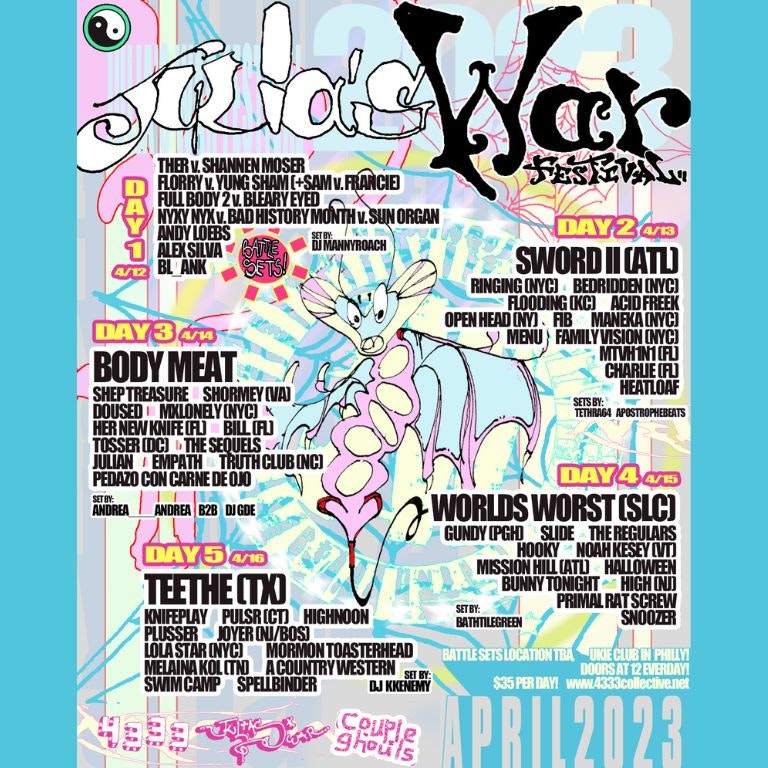 2023
Julia's War
FESTIVAL
DAY 1
4/12
THER v. SHANNEN MOSER
FLORRY v. YUNG SHAM (+SAM v. FRANCIE)
FULL BODY 2 v. BLEARY EYED
NYXY NYX v. BAD HISTORY MONTH v. SUN ORGAN
ANDY LOEBS
ALEX SILVA
BL_ANK
BATTLE SETS!
SET BY:
DJ MANNYROACH
DAY 2 4/13
SWORD II (ATL)
RINGING (NYC) BEDRIDDEN (NYC)
FLOODING (KC) ACID FREEK
OPEN HEAD (NY) FIB MANEKA (NYC)
MENU FAMILY VISION (NYC)
MTVH1N1 (FL)
CHARLIE (FL)
HEATLOAF
SETS BY:
TETHRA64 APOSTROPHEBEATS
DAY 3 4/14
BODY MEAT
SHEP TREASURE SHORMEY (VA)
DOUSED MXLONELY (NYC)
HER NEW KNIFE (FL) BILL (FL)
TOSSER (DC) THE SEQUELS
JULIAN EMPATH TRUTH CLUB (NC)
PEDAZO CON CARNE DE OJO
SET BY:
ANDREA____ANDREA B2B DJ GDE
DAY 4 4/15
WORLDS WORST (SLC)
GUNDY (PGH) SLIDE THE REGULARS
HOOKY NOAH KESEY (VT)
MISSION HILL (ATL) HALLOWEEN
BUNNY TONIGHT HIGH (NJ)
PRIMAL RAT SCREW
SNOOZER
SET BY:
BATHTILEGREEN
DAY 5 4/16
TEETHE (TX)
KNIFEPLAY PULSR (CT) HIGHNOON
PLUSSER JOYER (NJ/BOS)
LOLA STAR (NYC) MORMON TOASTERHEAD
MELAINA KOL (TN) A COUNTRY WESTERN
SWIM CAMP SPELLBINDER
SET BY:
DJ KKENEMY
BATTLE SETS LOCATION TBA UKIE CLUB IN PHILLY!
DOORS AT 12 EVERDAY!
$35 PER DAY! www.4333collective.net
4333
Julia's War
couple ghouls
APRIL2023